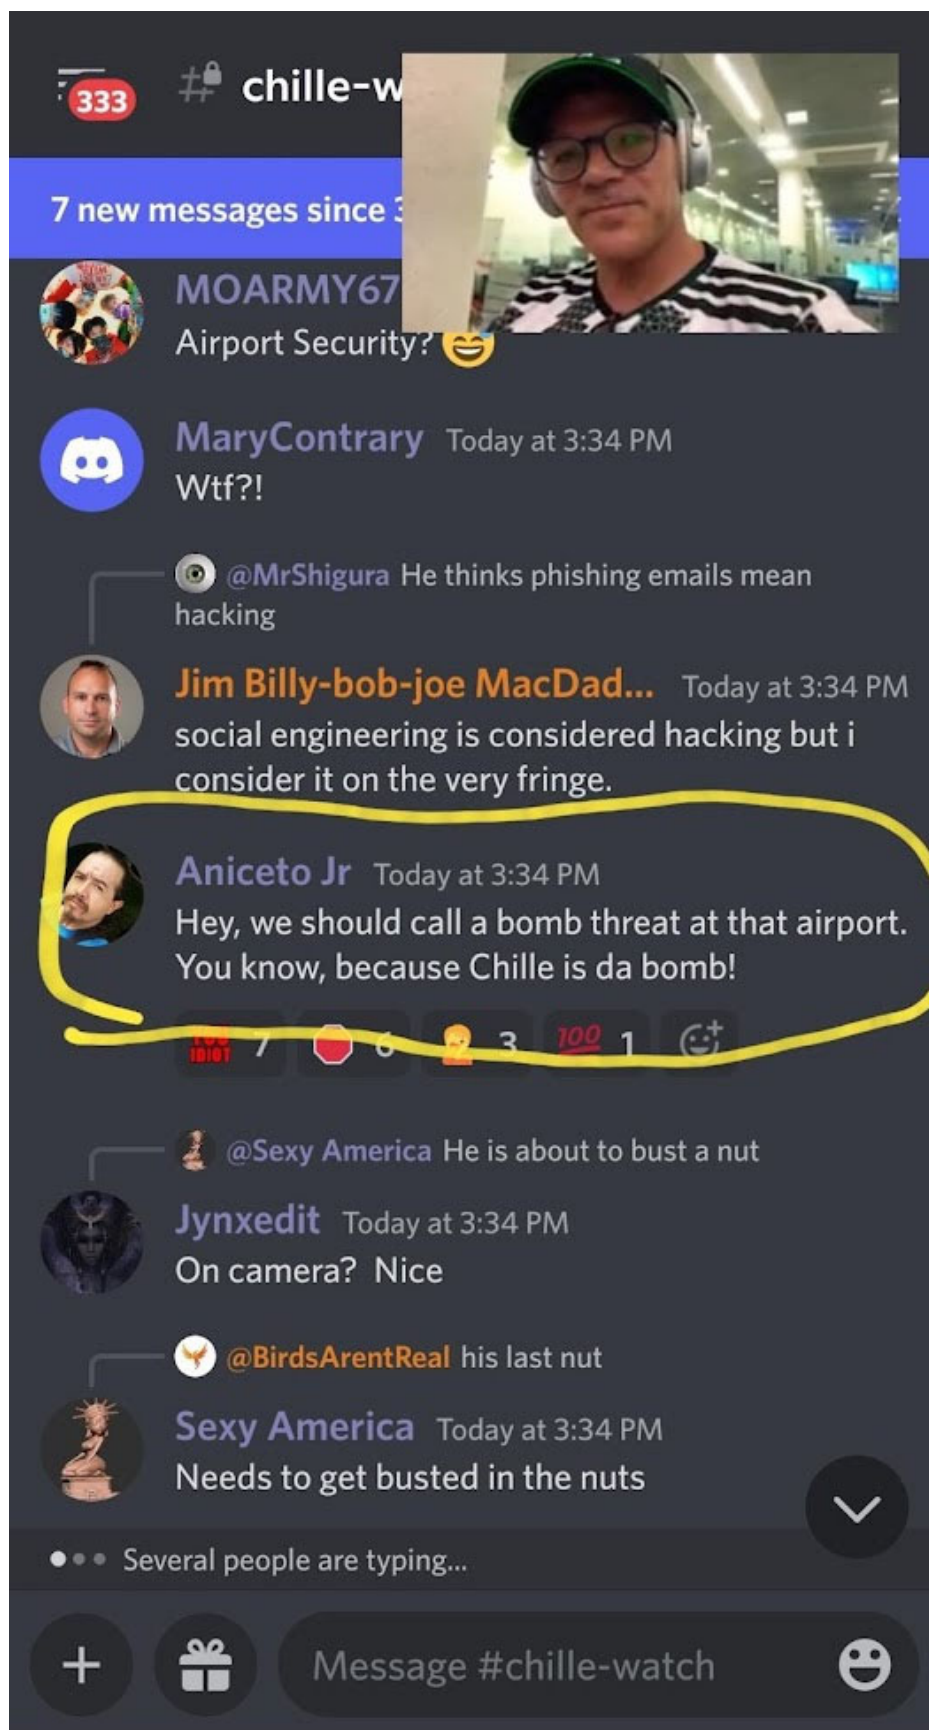 333
chille-w
7 new messages since
MOARMY67
Airport Security?
MaryContrary Today at 3:34 PM
Wtf?!
@MrShigura He thinks phishing emails mean
hacking
Jim Billy-bob-joe MacDad... Today at 3:34 PM
social engineering is considered hacking but i
consider it on the very fringe.
Aniceto Jr Today at 3:34 PM
Hey, we should call a bomb threat at that airport.
You know, because Chille is da bomb!
YOU IDIOT 7 6 3 100 1
@Sexy America He is about to bust a nut
Jynxedit Today at 3:34 PM
On camera? Nice
@BirdsArentReal his last nut
Sexy America Today at 3:34 PM
Needs to get busted in the nuts
Several people are typing...
Message #chille-watch